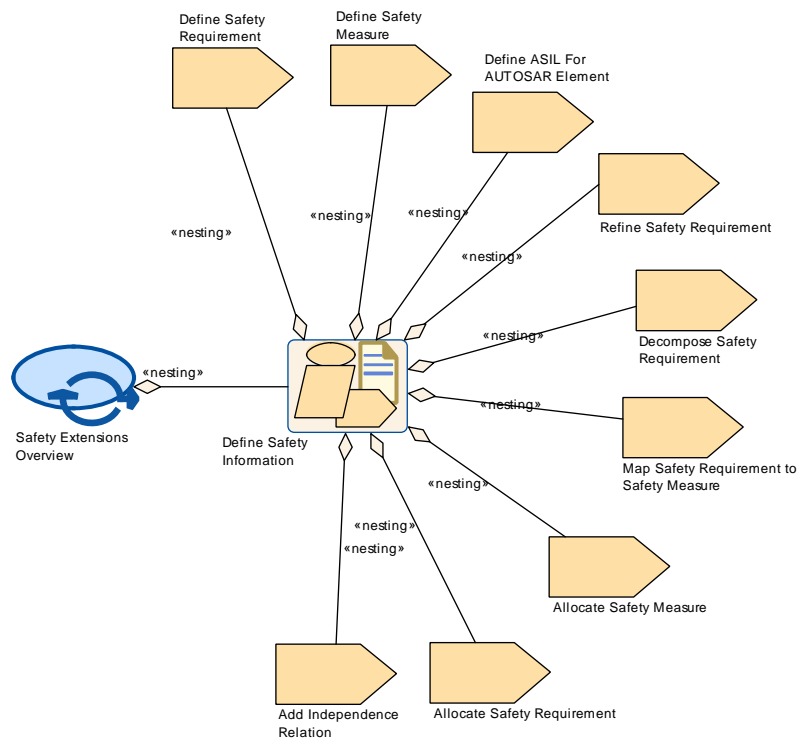 Define Safety
Requirement
Define Safety
Measure
Define ASIL For
AUTOSAR Element
«nesting»
«nesting»
«nesting»
Refine Safety Requirement
«nesting»
«nesting»
Decompose Safety
Requirement
«nesting»
«nesting»
Safety Extensions
Overview
Define Safety
Information
Map Safety Requirement to
Safety Measure
«nesting»
«nesting»
«nesting»
Allocate Safety Measure
Add Independence
Relation
Allocate Safety Requirement